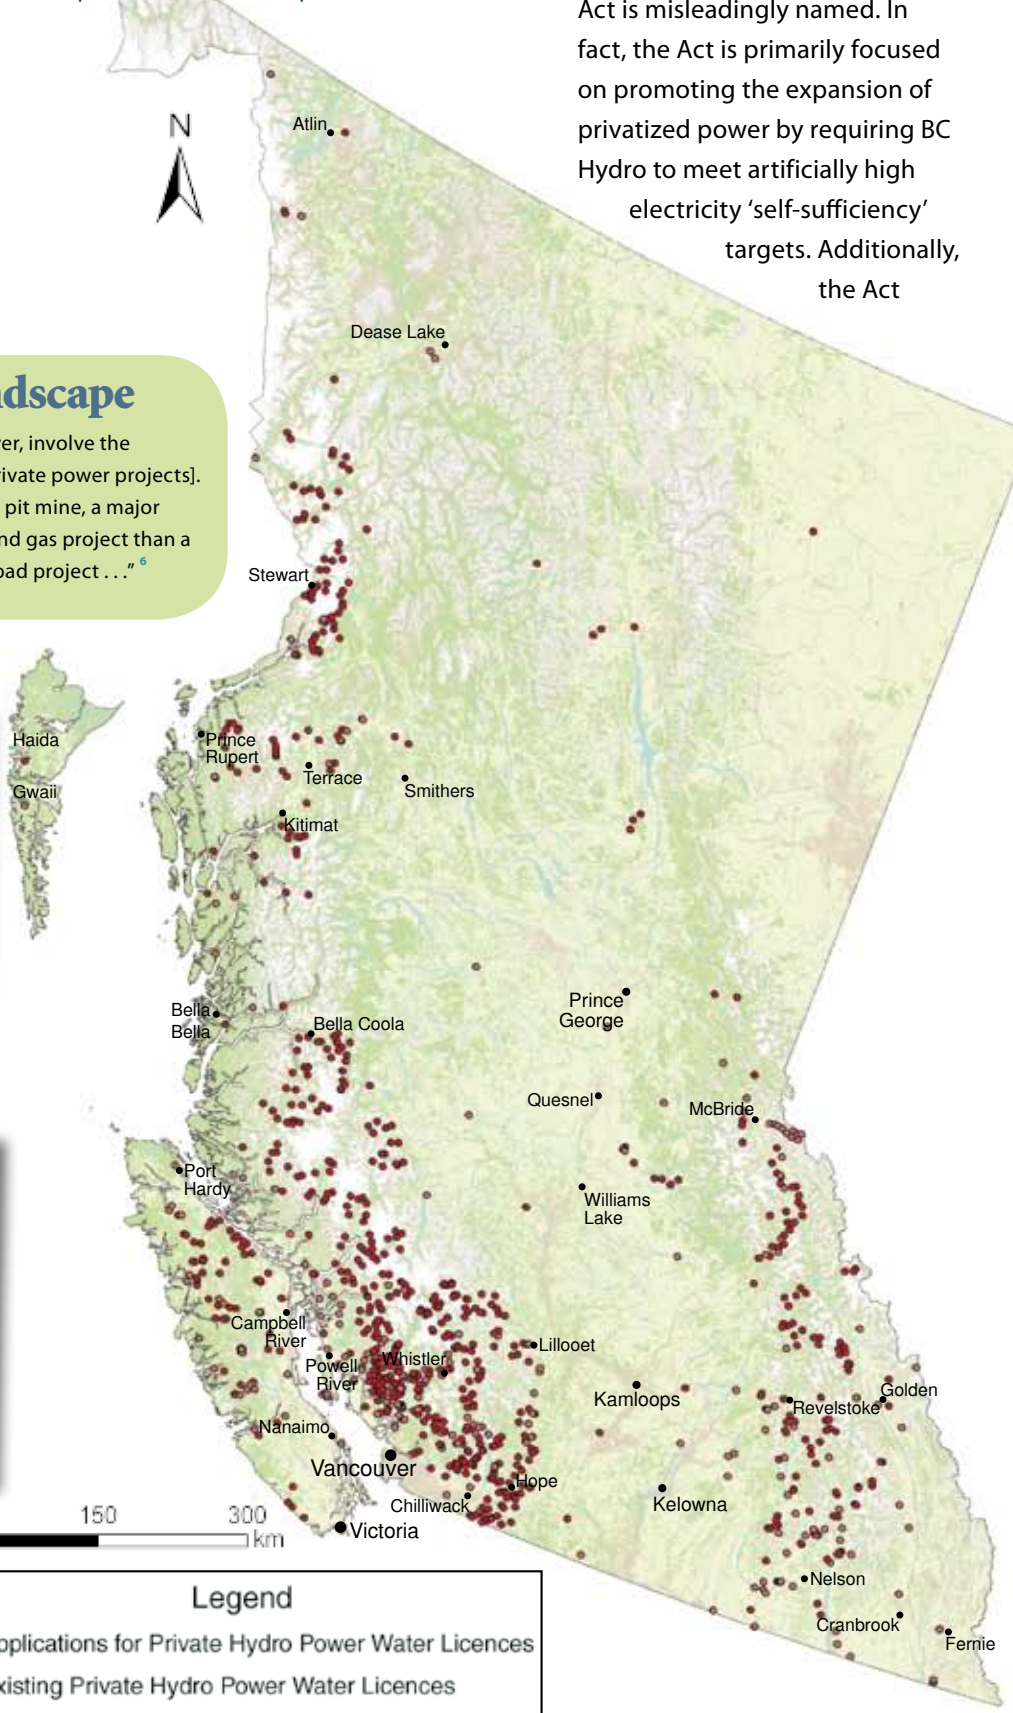 Act is misleadingly named. In
fact, the Act is primarily focused
on promoting the expansion of
privatized power by requiring BC
Hydro to meet artificially high
electricity ‘self-sufficiency’
targets. Additionally,
the Act
N
Atlin
Dease Lake
ndscape
ver, involve the
rivate power projects].
pit mine, a major
nd gas project than a
oad project . . .” 6
Stewart
Haida
Gwaii
Prince
Rupert
Terrace
Smithers
Kitimat
Bella
Bella
Bella Coola
Prince
George
Quesnel
McBride
Port
Hardy
Williams
Lake
Campbell
River
Powell
River
Whistler
Lillooet
Kamloops
Golden
Revelstoke
Nanaimo
Vancouver
Hope
Chilliwack
Kelowna
Victoria
150 300
km
Nelson
Cranbrook
Fernie
Legend
pplications for Private Hydro Power Water Licences
xisting Private Hydro Power Water Licences